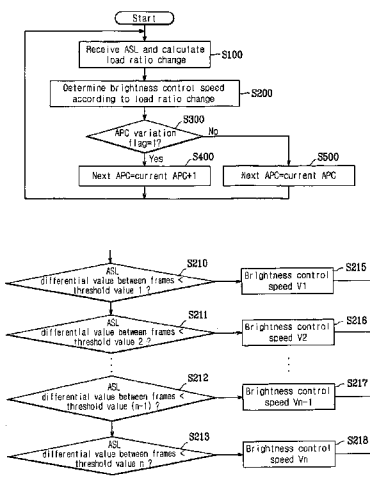 Start
Receive ASL and calculate
load ratio change
S100
Determine brightness control speed
according to load ratio change
S200
APC variation
flag=1?
S300
No
Yes
S400
S500
Next APC=current APC+1
Next APC=current APC
ASL
differential value between frames <
threshold value 1 ?
S210
Brightness control
speed V1
S215
ASL
differential value between frames <
threshold value 2 ?
S211
Brightness control
speed V2
S216
ASL
differential value between frames <
threshold value (n-1) ?
S212
Brightness control
speed Vn-1
S217
ASL
differential value between frames <
threshold value n ?
S213
Brightness control
speed Vn
S218